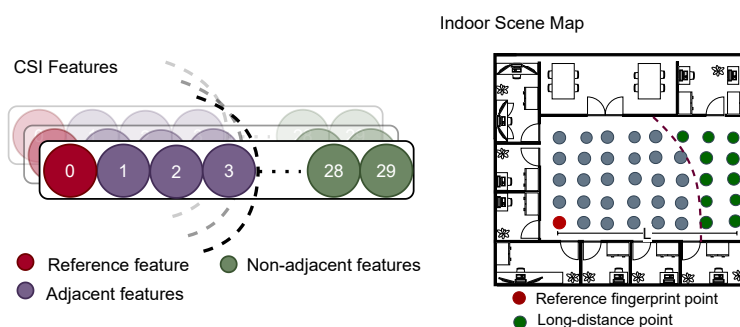 Indoor Scene Map
CSI Features
0 1 2 3 28 29
L
Reference feature
Non-adjacent features
Adjacent features
Reference fingerprint point
Long-distance point